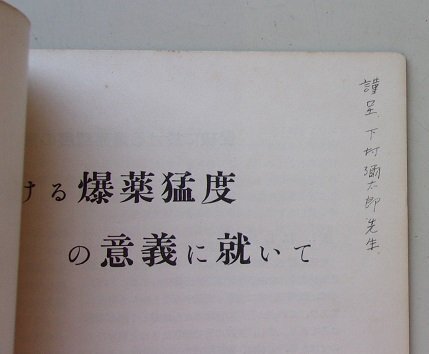 ける爆薬猛度
の意義に就いて
謹呈 下村彌太郎先生